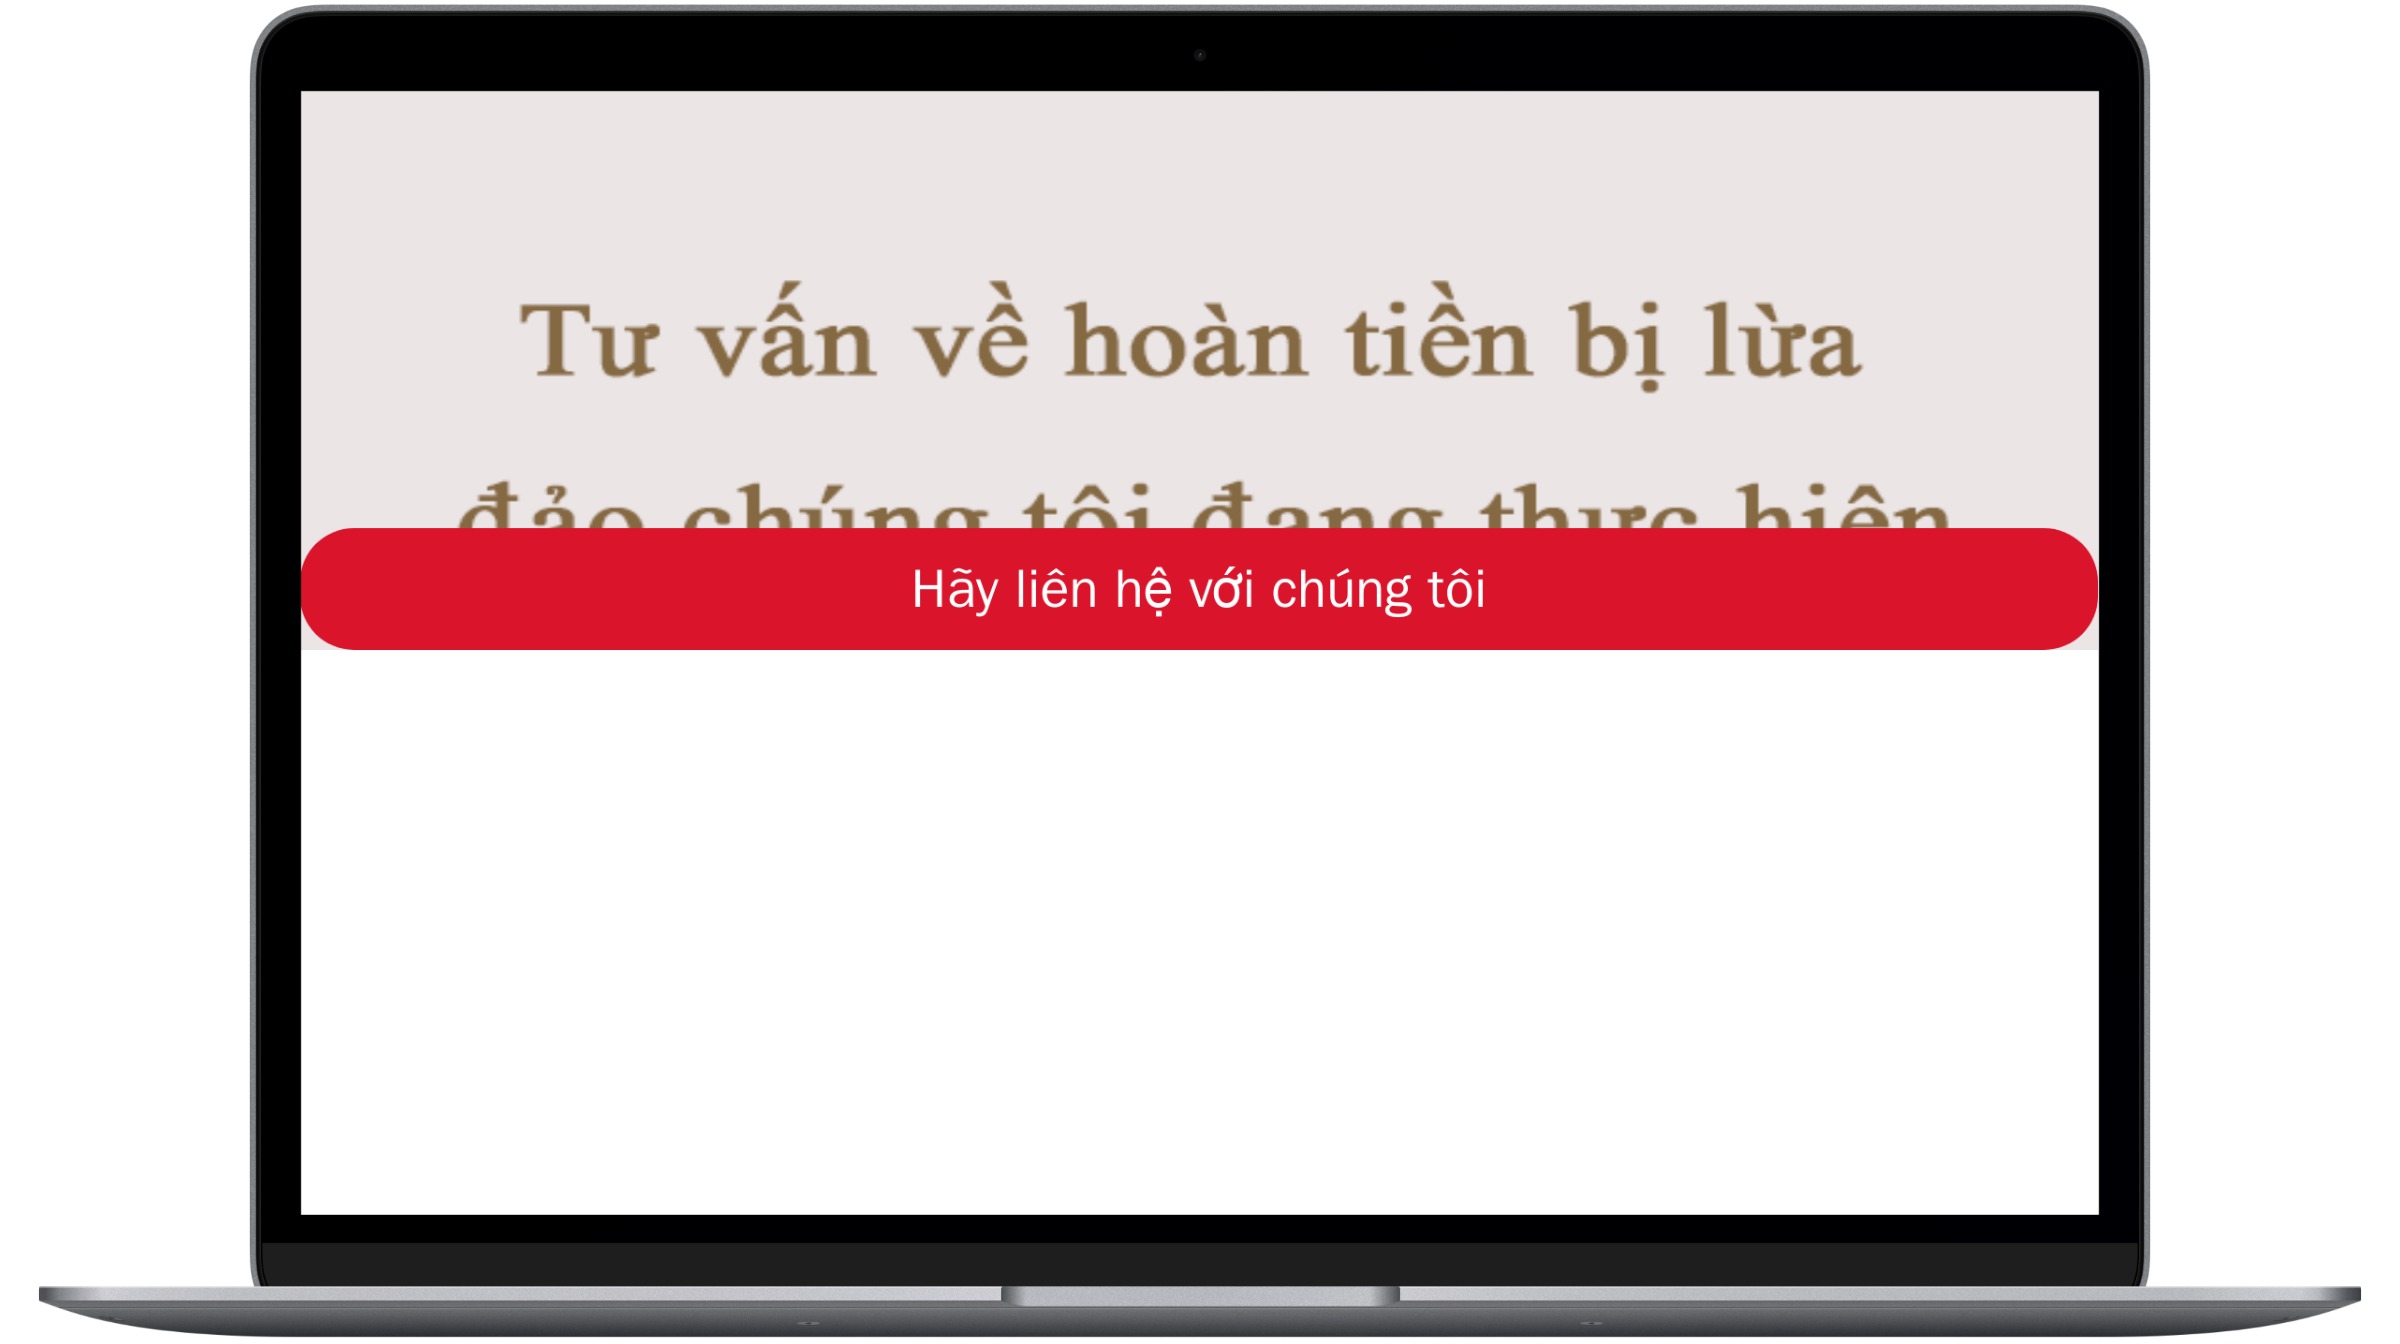 Tư vấn về hoàn tiền bị lừa
đảo chúng tôi đang thực hiện
Hãy liên hệ với chúng tôi